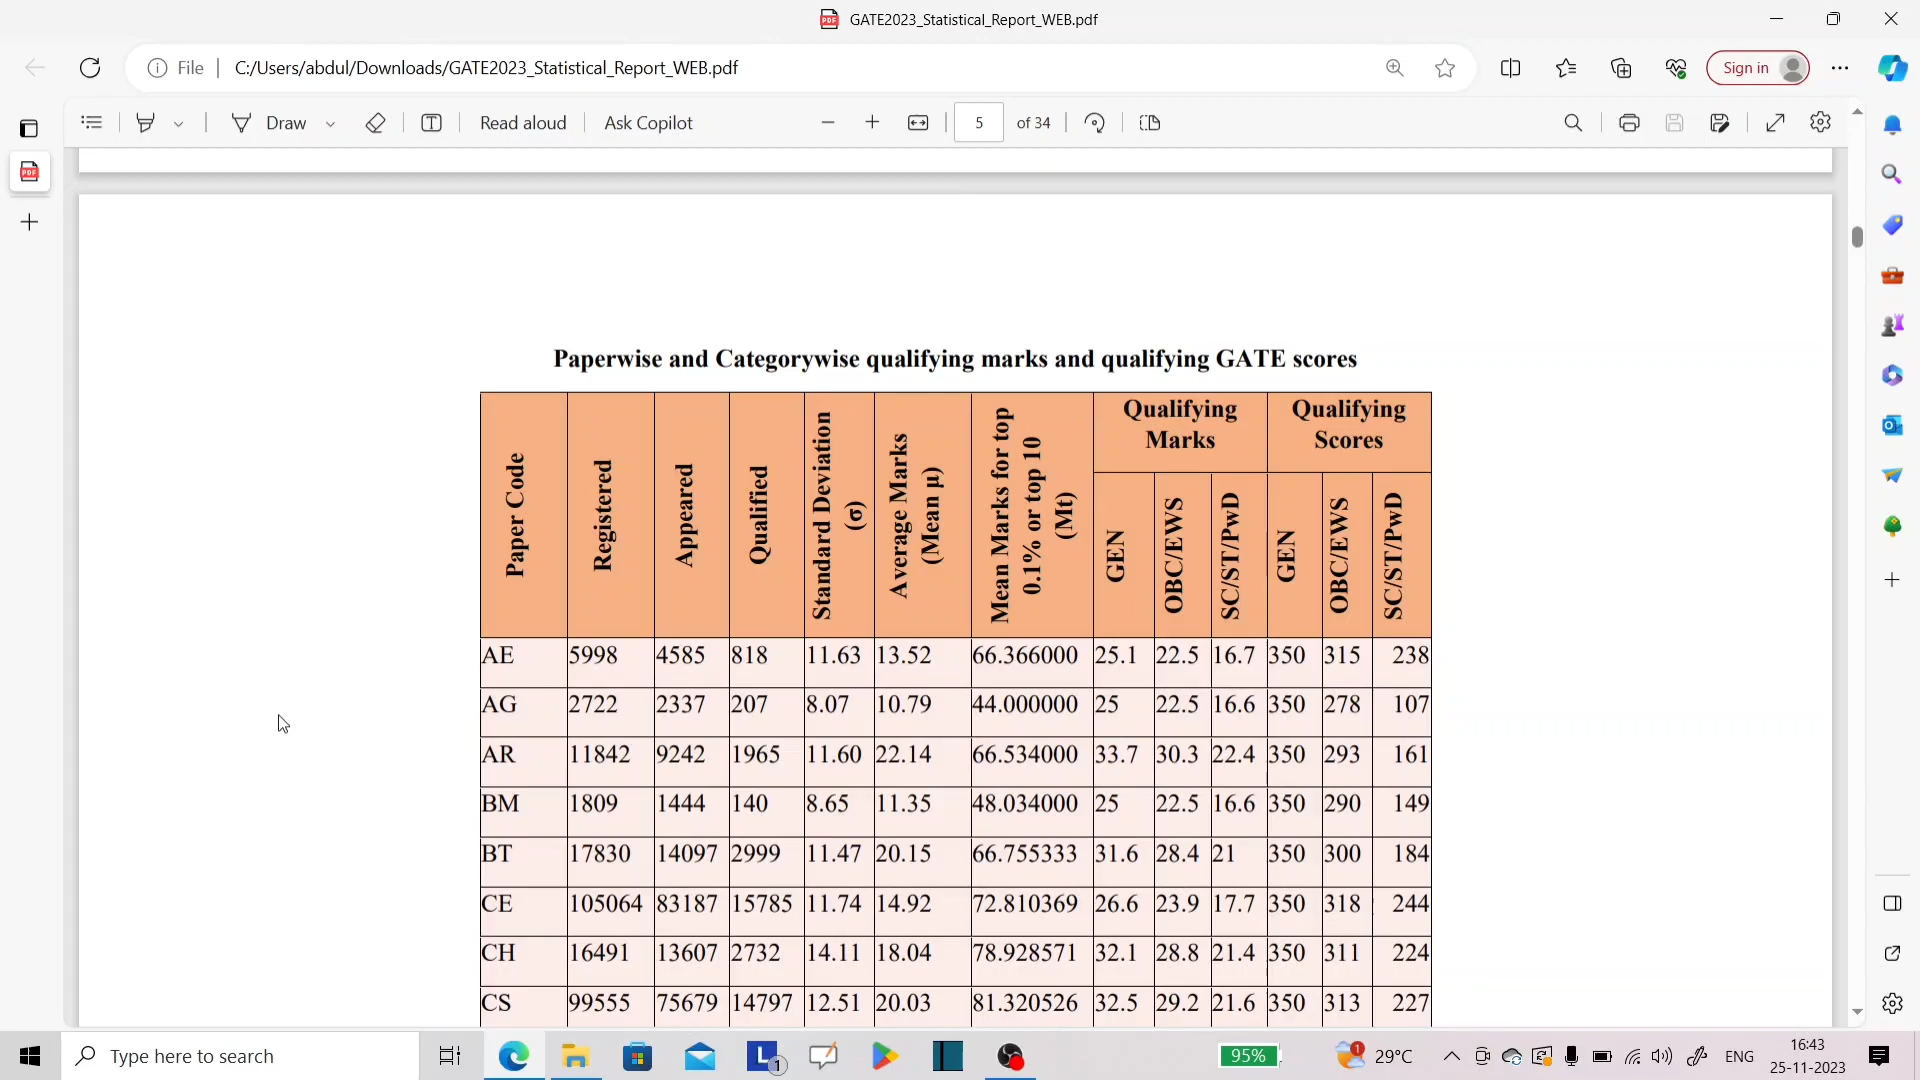 GATE2023_Statistical_Report_WEB.pdf
File C:/Users/abdul/Downloads/GATE2023_Statistical_Report_WEB.pdf
Sign in
Draw Read aloud Ask Copilot 5 of 34
Paperwise and Categorywise qualifying marks and qualifying GATE scores
Paper Code
Registered
Appeared
Qualified
Standard Deviation
(σ)
Average Marks
(Mean μ)
Mean Marks for top
0.1% or top 10
(Mt)
Qualifying
Marks
Qualifying
Scores
GEN
OBC/EWS
SC/ST/PwD
GEN
OBC/EWS
SC/ST/PwD
AE 5998 4585 818 11.63 13.52 66.366000 25.1 22.5 16.7 350 315 238
AG 2722 2337 207 8.07 10.79 44.000000 25 22.5 16.6 350 278 107
AR 11842 9242 1965 11.60 22.14 66.534000 33.7 30.3 22.4 350 293 161
BM 1809 1444 140 8.65 11.35 48.034000 25 22.5 16.6 350 290 149
BT 17830 14097 2999 11.47 20.15 66.755333 31.6 28.4 21 350 300 184
CE 105064 83187 15785 11.74 14.92 72.810369 26.6 23.9 17.7 350 318 244
CH 16491 13607 2732 14.11 18.04 78.928571 32.1 28.8 21.4 350 311 224
CS 99555 75679 14797 12.51 20.03 81.320526 32.5 29.2 21.6 350 313 227
Type here to search
L 1
95%
1 29°C
ENG
16:43
25-11-2023